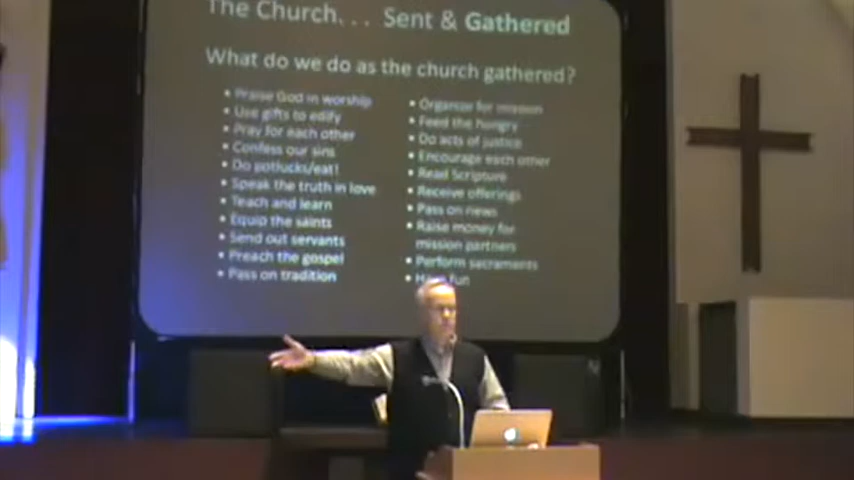 The Church. . . Sent & Gathered
What do we do as the church gathered?
• Praise God in worship
• Use gifts to edify
• Pray for each other
• Confess our sins
• Do potlucks/eat!
• Speak the truth in love
• Teach and learn
• Equip the saints
• Send out servants
• Preach the gospel
• Pass on tradition
• Organize for mission
• Feed the hungry
• Do acts of justice
• Encourage each other
• Read Scripture
• Receive offerings
• Pass on news
• Raise money for
mission partners
• Perform sacraments
• Have fun